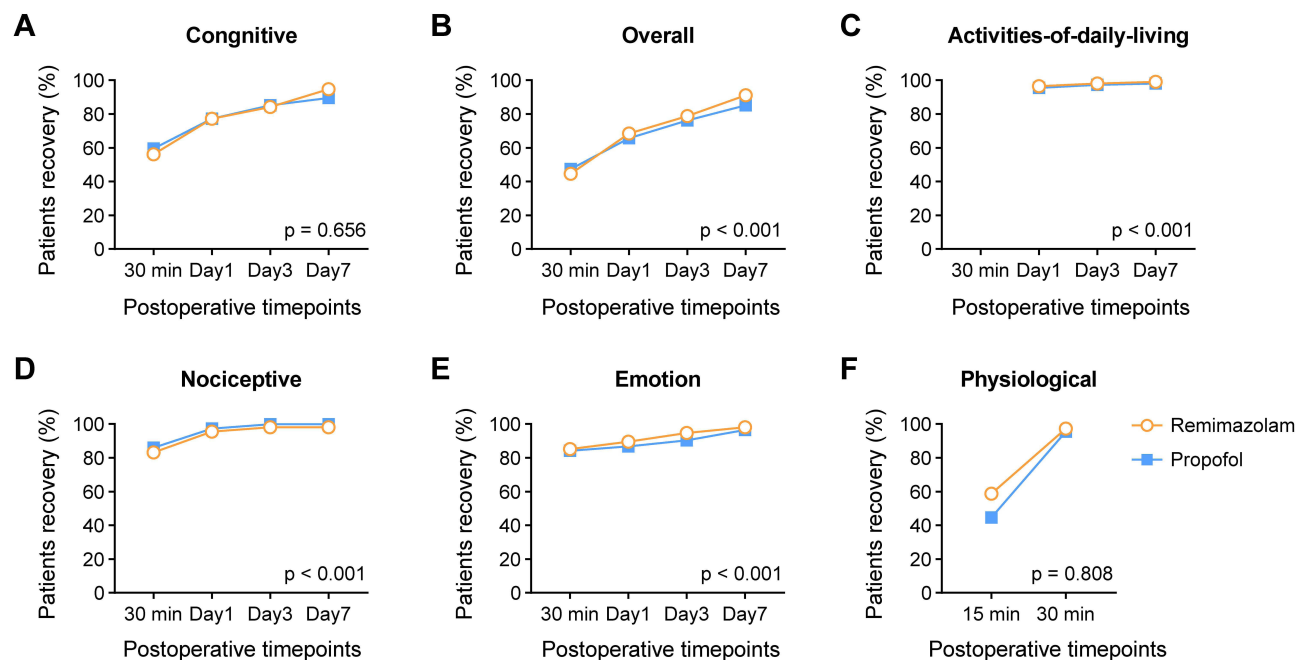 A
Congnitive
Patients recovery (%)
100
80
60
40
20
0
p = 0.656
30 min Day1 Day3 Day7
Postoperative timepoints
B
Overall
Patients recovery (%)
100
80
60
40
20
0
p < 0.001
30 min Day1 Day3 Day7
Postoperative timepoints
C
Activities-of-daily-living
Patients recovery (%)
100
80
60
40
20
0
p < 0.001
30 min Day1 Day3 Day7
Postoperative timepoints
D
Nociceptive
Patients recovery (%)
100
80
60
40
20
0
p < 0.001
30 min Day1 Day3 Day7
Postoperative timepoints
E
Emotion
Patients recovery (%)
100
80
60
40
20
0
p < 0.001
30 min Day1 Day3 Day7
Postoperative timepoints
F
Physiological
Patients recovery (%)
100
80
60
40
20
0
p = 0.808
15 min 30 min
Postoperative timepoints
Remimazolam
Propofol